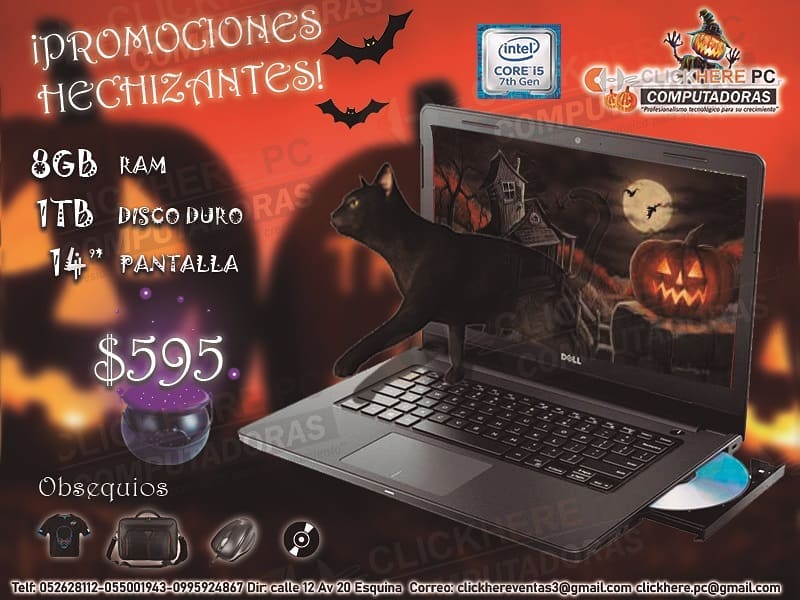 ¡PROMOCIONES
HECHIZANTES!
intel
CORE i5
7th Gen
CLICKHERE PC
COMPUTADORAS
"Profesionalismo tecnológico para su crecimiento"
8GB RAM
1TB DISCO DURO
14" PANTALLA
$595
DELL
Obsequios
Telf: 052628112-055001943-0995924867 Dir: calle 12 Av 20 Esquina Correo: clickhereventas3@gmail.com clickhere.pc@gmail.com